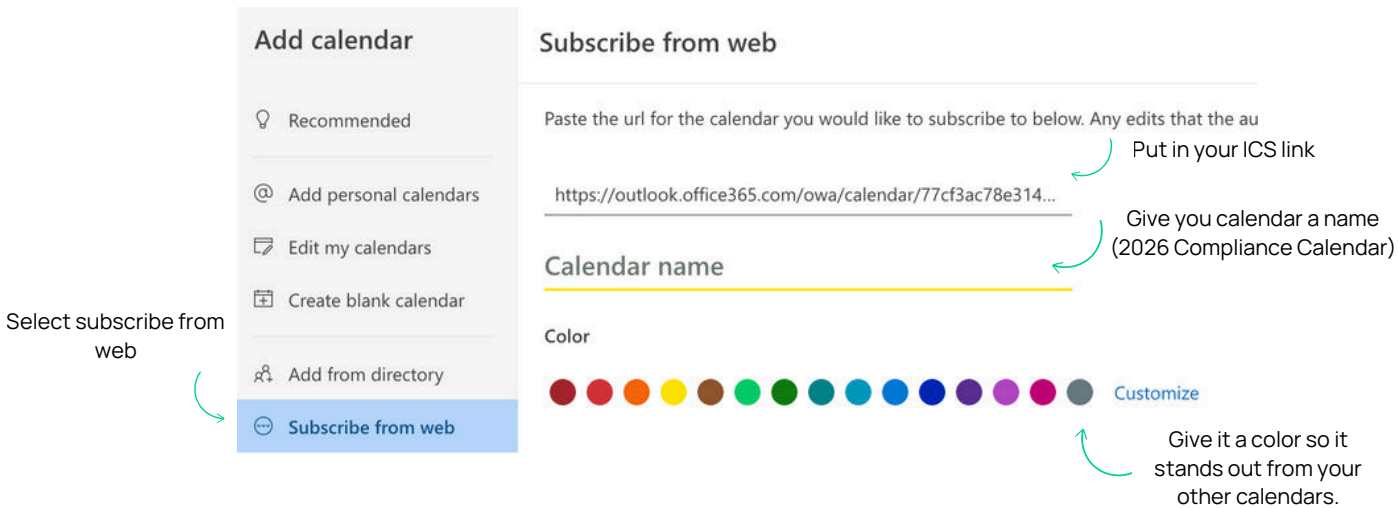 Add calendar
Subscribe from web
Recommended
Paste the url for the calendar you would like to subscribe to below. Any edits that the au
Put in your ICS link
Add personal calendars
https://outlook.office365.com/owa/calendar/77cf3ac78e314...
Give you calendar a name
(2026 Compliance Calendar)
Edit my calendars
Calendar name
Create blank calendar
Select subscribe from
web
Color
Add from directory
Customize
Subscribe from web
Give it a color so it
stands out from your
other calendars.